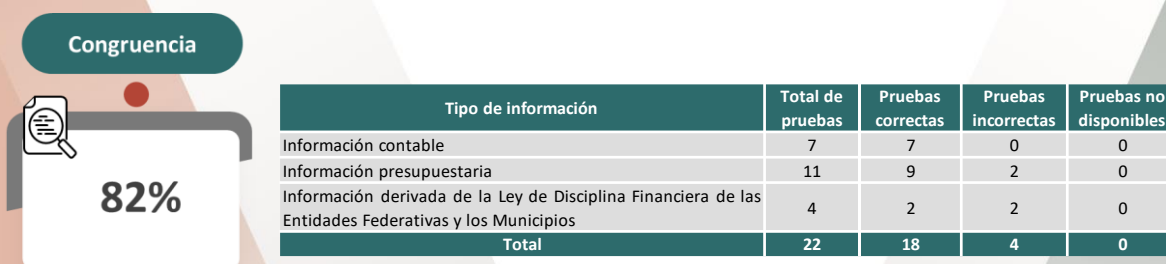 Congruencia
82%
Tipo de información Total de pruebas Pruebas correctas Pruebas incorrectas Pruebas no disponibles
Información contable 7 7 0 0
Información presupuestaria 11 9 2 0
Información derivada de la Ley de Disciplina Financiera de las
Entidades Federativas y los Municipios 4 2 2 0
Total 22 18 4 0